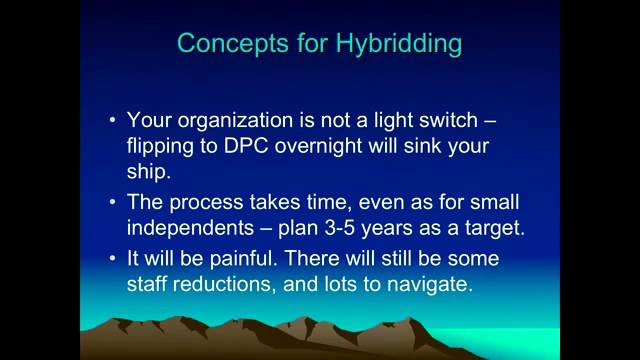 Concepts for Hybridding
• Your organization is not a light switch –
flipping to DPC overnight will sink your
ship.
• The process takes time, even as for small
independents – plan 3-5 years as a target.
• It will be painful. There will still be some
staff reductions, and lots to navigate.